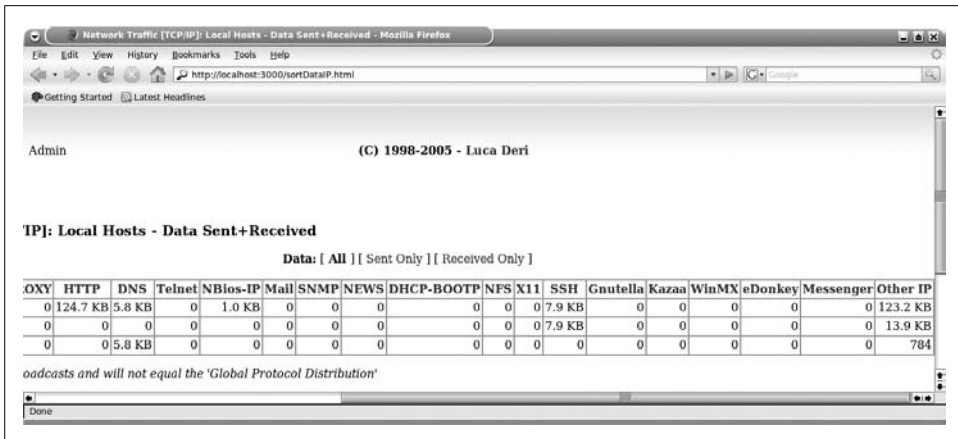 Network Traffic [TCP/IP]: Local Hosts - Data Sent+Received - Mozilla Firefox
File Edit View History Bookmarks Tools Help
http://localhost:3000/sortDataIP.html
Google
Getting Started Latest Headlines
Admin (C) 1998-2005 - Luca Deri
/IP]: Local Hosts - Data Sent+Received
Data: [ All ] [ Sent Only ] [ Received Only ]
OXY HTTP DNS Telnet NBios-IP Mail SNMP NEWS DHCP-BOOTP NFS X11 SSH Gnutella Kazaa WinMX eDonkey Messenger Other IP
0 124.7 KB 5.8 KB 0 1.0 KB 0 0 0 0 0 0 7.9 KB 0 0 0 0 0 123.2 KB
0 0 0 0 0 0 0 0 0 0 0 7.9 KB 0 0 0 0 0 13.9 KB
0 0 5.8 KB 0 0 0 0 0 0 0 0 0 0 0 0 0 0 784
oadcasts and will not equal the 'Global Protocol Distribution'
Done